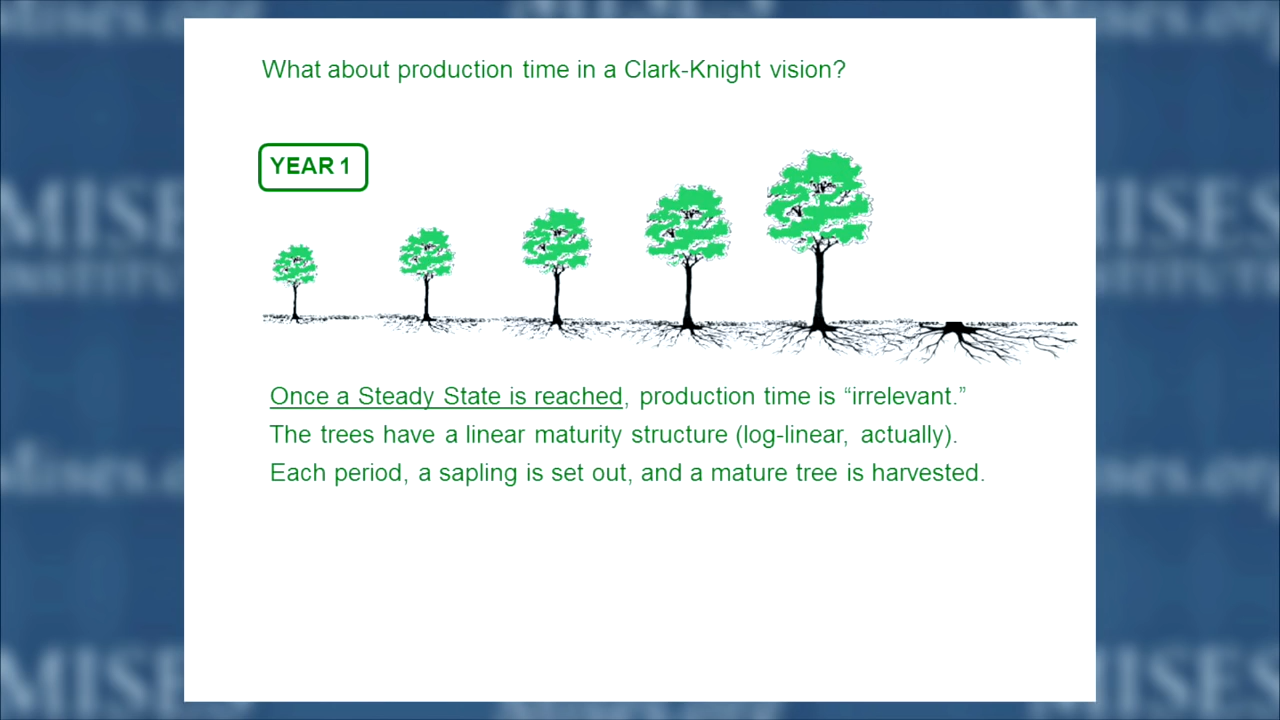 What about production time in a Clark-Knight vision?
YEAR 1
Once a Steady State is reached, production time is “irrelevant.”
The trees have a linear maturity structure (log-linear, actually).
Each period, a sapling is set out, and a mature tree is harvested.